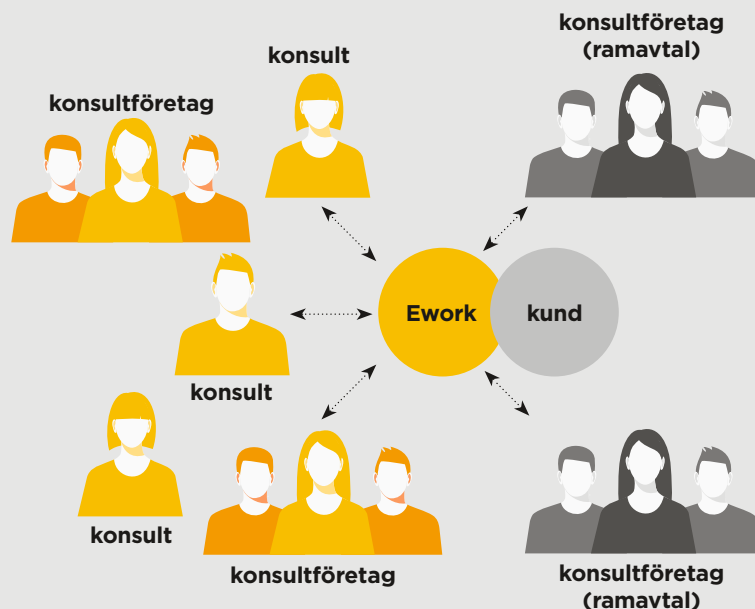 konsultföretag
(ramavtal)
konsult
konsultföretag
Ework
kund
konsult
konsult
konsultföretag
konsultföretag
(ramavtal)